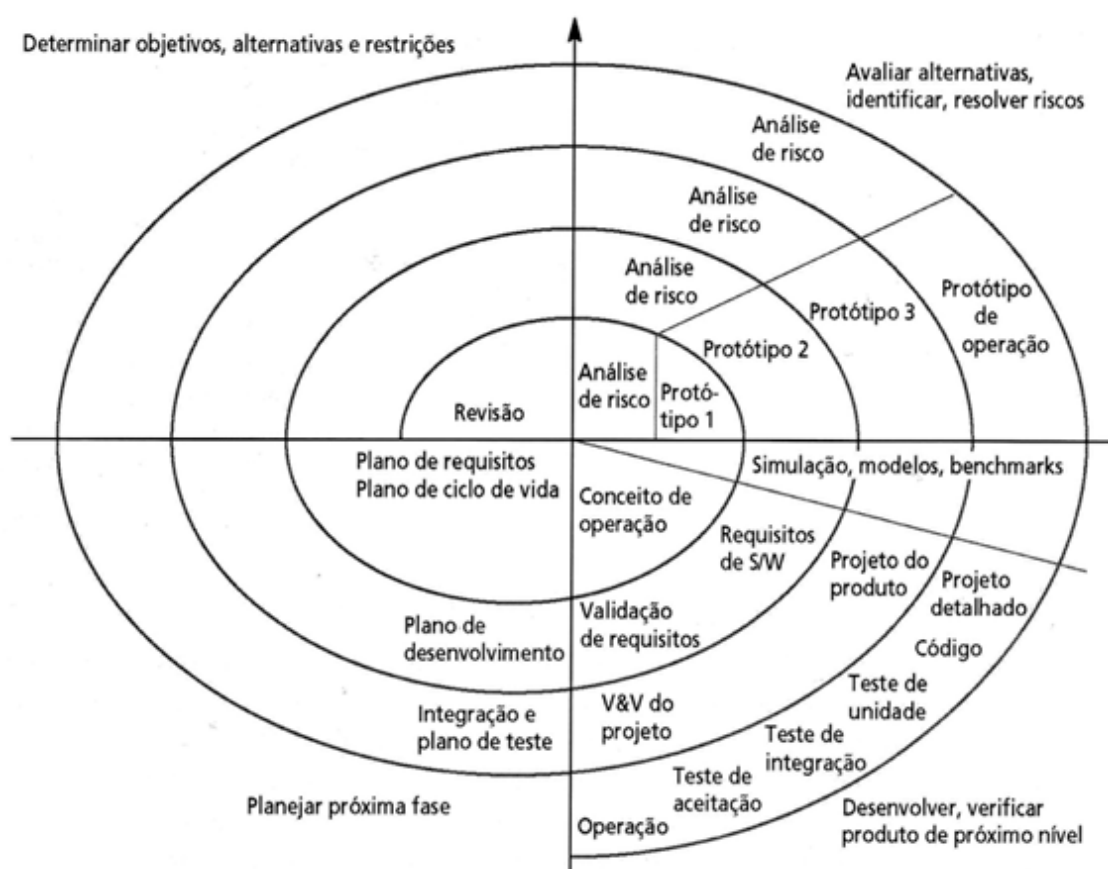 Determinar objetivos, alternativas e restrições
Avaliar alternativas,
identificar, resolver riscos
Análise
de risco
Análise
de risco
Análise
de risco
Protótipo
de
operação
Protótipo 3
Protótipo 2
Análise
de risco
Protó-
tipo 1
Revisão
Plano de requisitos
Plano de ciclo de vida
Simulação, modelos, benchmarks
Conceito de
operação
Requisitos
de S/W
Projeto do
produto
Projeto
detalhado
Plano de
desenvolvimento
Validação
de requisitos
Código
Integração e
plano de teste
V&V do
projeto
Teste de
unidade
Teste de
integração
Teste de
aceitação
Operação
Planejar próxima fase
Desenvolver, verificar
produto de próximo nível